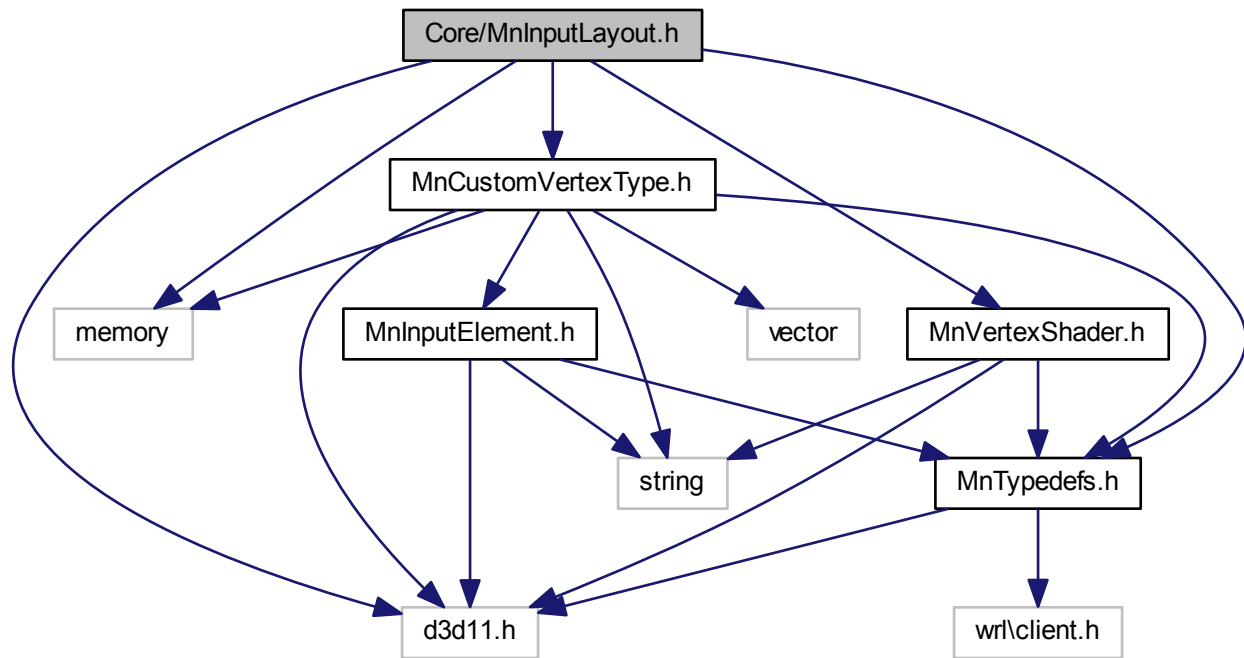 Core/MnInputLayout.h
MnCustomVertexType.h
memory
MnInputElement.h
vector
MnVertexShader.h
string
MnTypedefs.h
d3d11.h
wrl\client.h